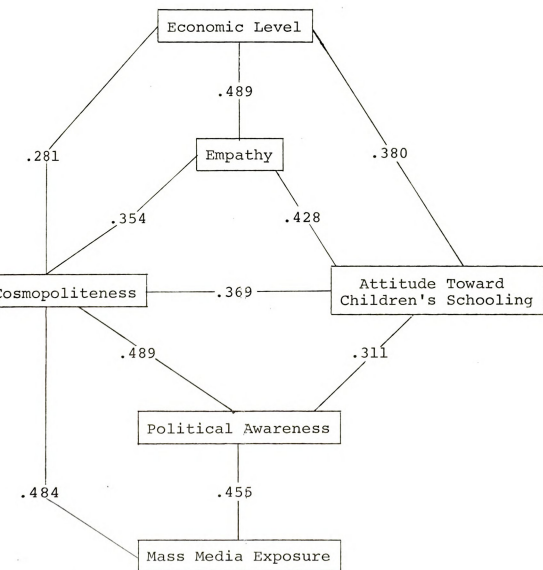 Economic Level
.489
.281
Empathy
.380
.354
.428
Cosmopoliteness
.369
Attitude Toward
Children's Schooling
.489
.311
Political Awareness
.484
.455
Mass Media Exposure